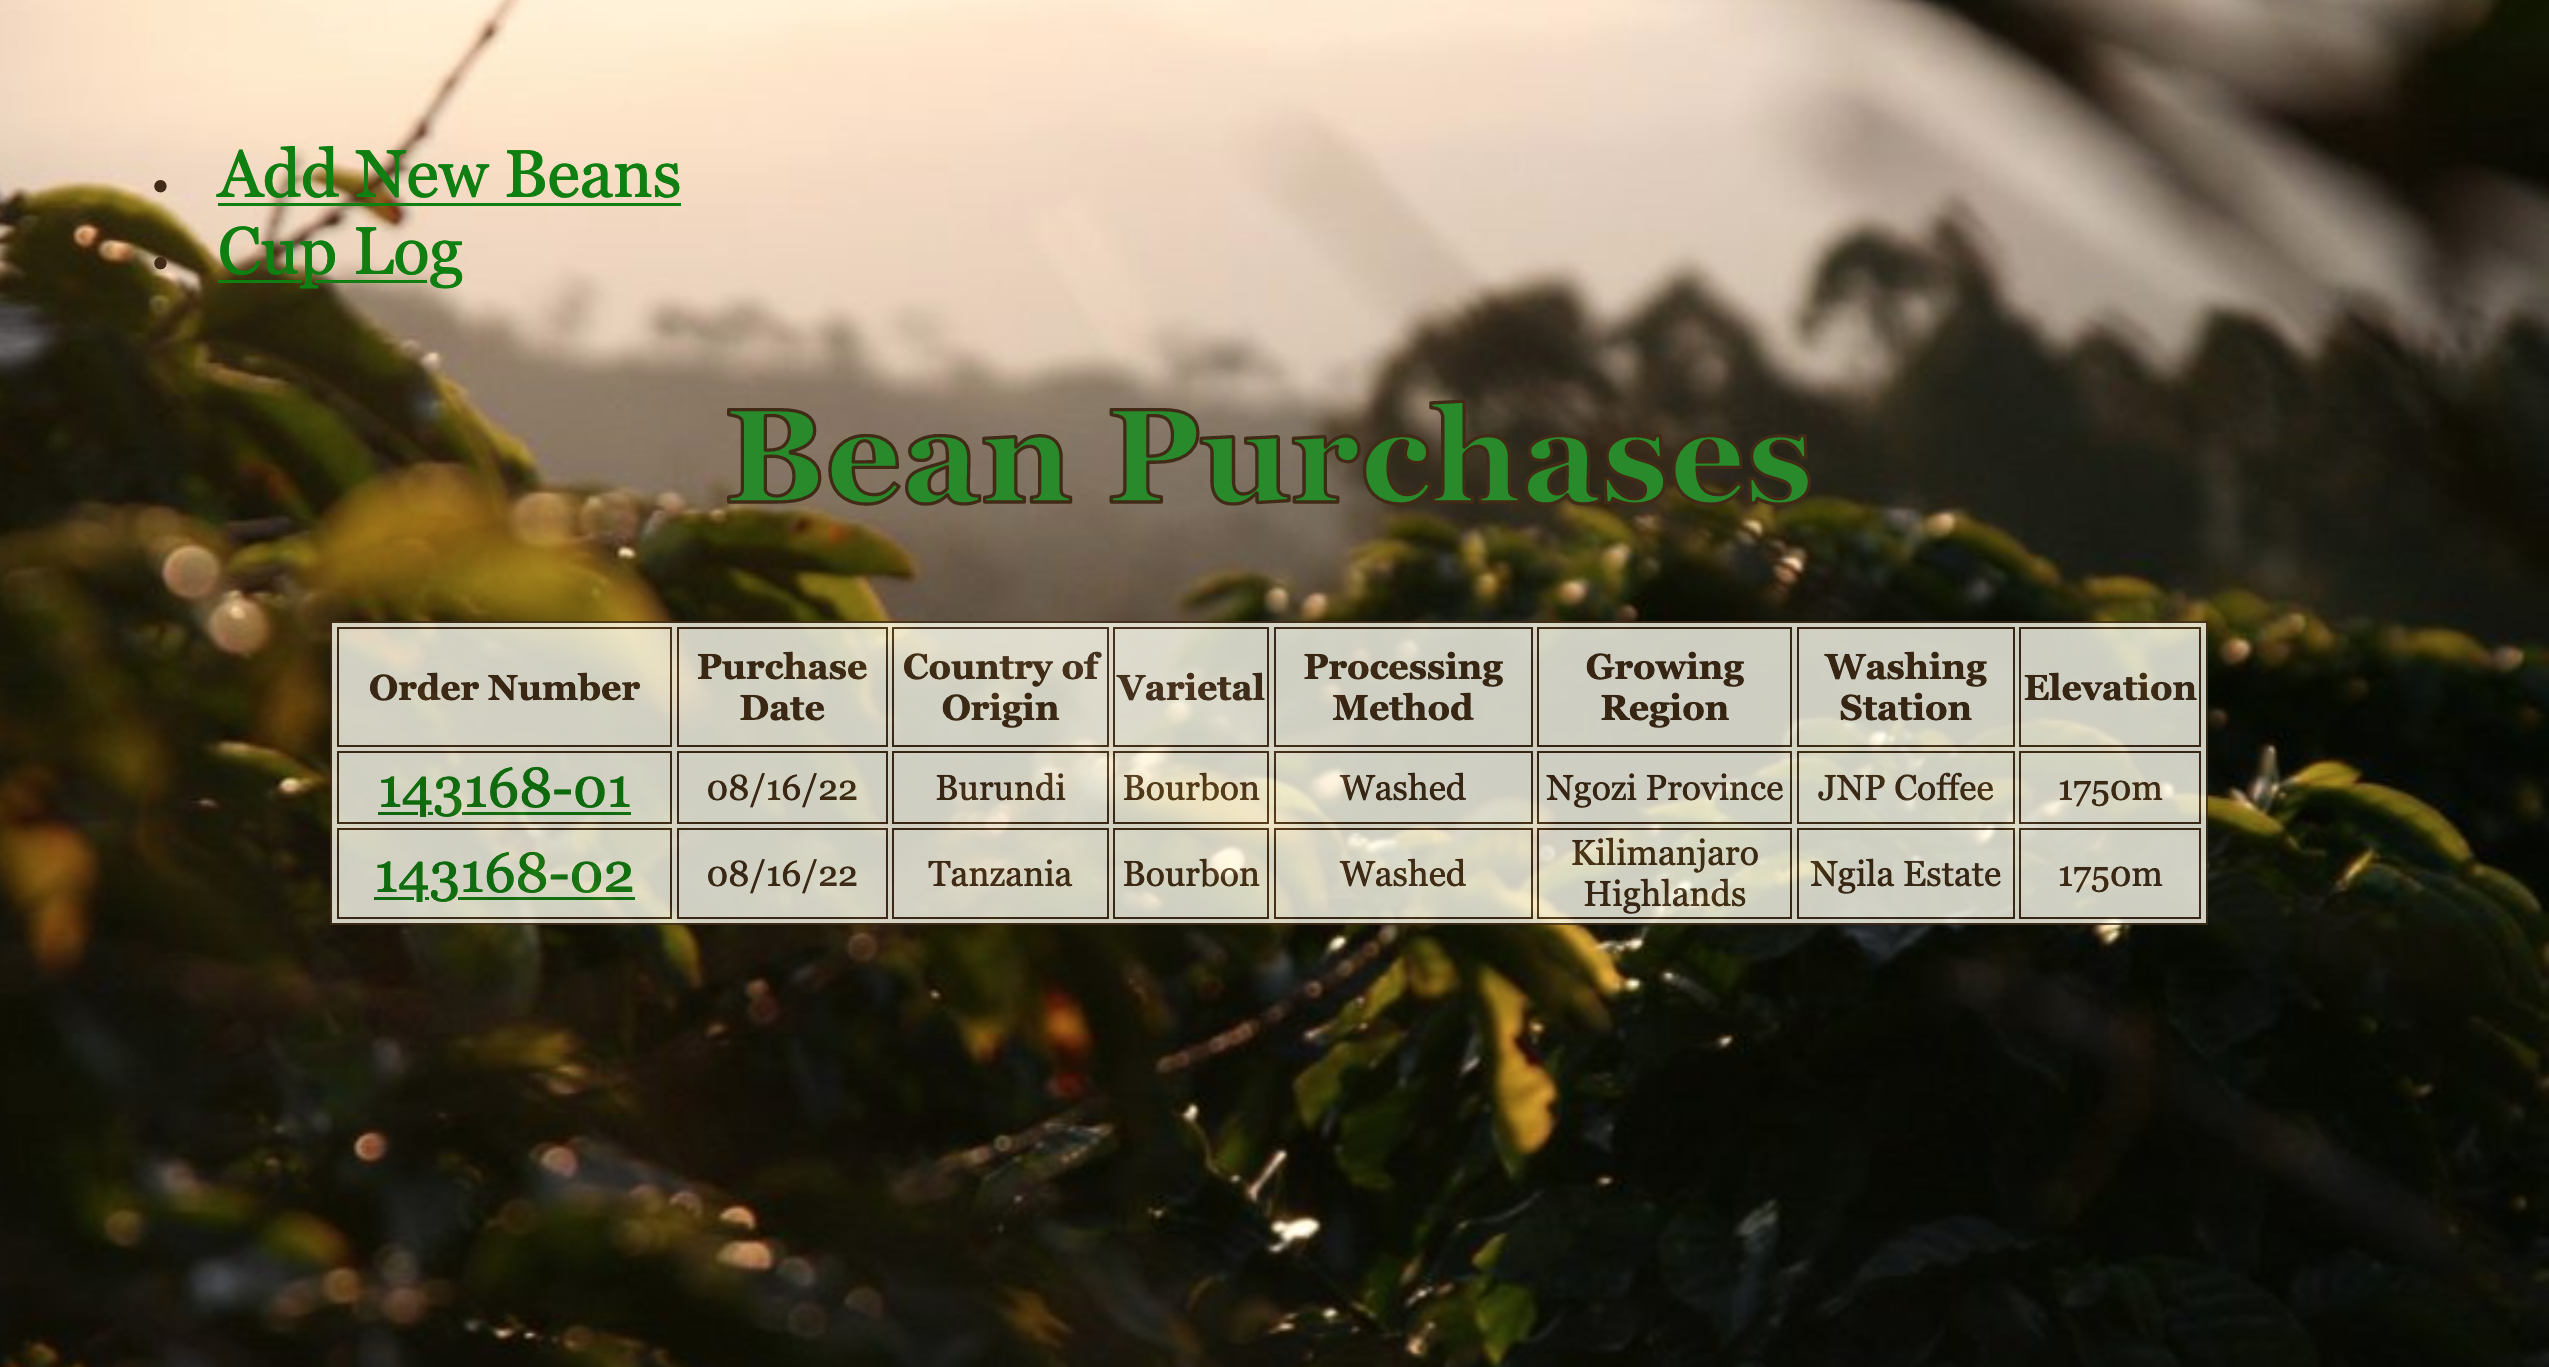 Add New Beans
Cup Log
Bean Purchases
Order Number
Purchase
Date
Country of
Origin
Varietal
Processing
Method
Growing
Region
Washing
Station
Elevation
143168-01
08/16/22
Burundi
Bourbon
Washed
Ngozi Province
JNP Coffee
1750m
143168-02
08/16/22
Tanzania
Bourbon
Washed
Kilimanjaro
Highlands
Ngila Estate
1750m